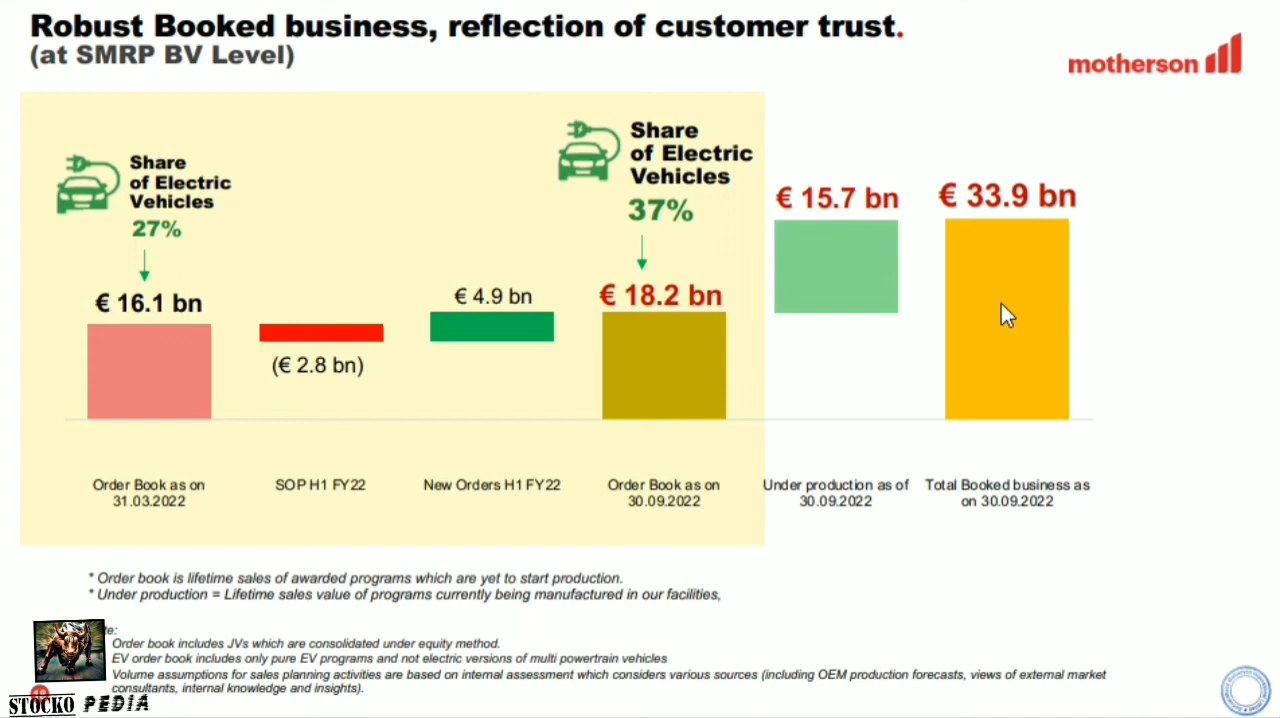 Robust Booked business, reflection of customer trust.
(at SMRP BV Level)
motherson
Share
of Electric
Vehicles
27%
€ 16.1 bn
(€ 2.8 bn)
€ 4.9 bn
Share
of Electric
Vehicles
37%
€ 18.2 bn
€ 15.7 bn
€ 33.9 bn
Order Book as on
31.03.2022
SOP H1 FY22
New Orders H1 FY22
Order Book as on
30.09.2022
Under production as of
30.09.2022
Total Booked business as
on 30.09.2022
* Order book is lifetime sales of awarded programs which are yet to start production.
* Under production = Lifetime sales value of programs currently being manufactured in our facilities,
Order book includes JVs which are consolidated under equity method.
EV order book includes only pure EV programs and not electric versions of multi powertrain vehicles
Volume assumptions for sales planning activities are based on internal assessment which considers various sources (including OEM production forecasts, views of external market
consultants, internal knowledge and insights).
STOCKO PEDIA